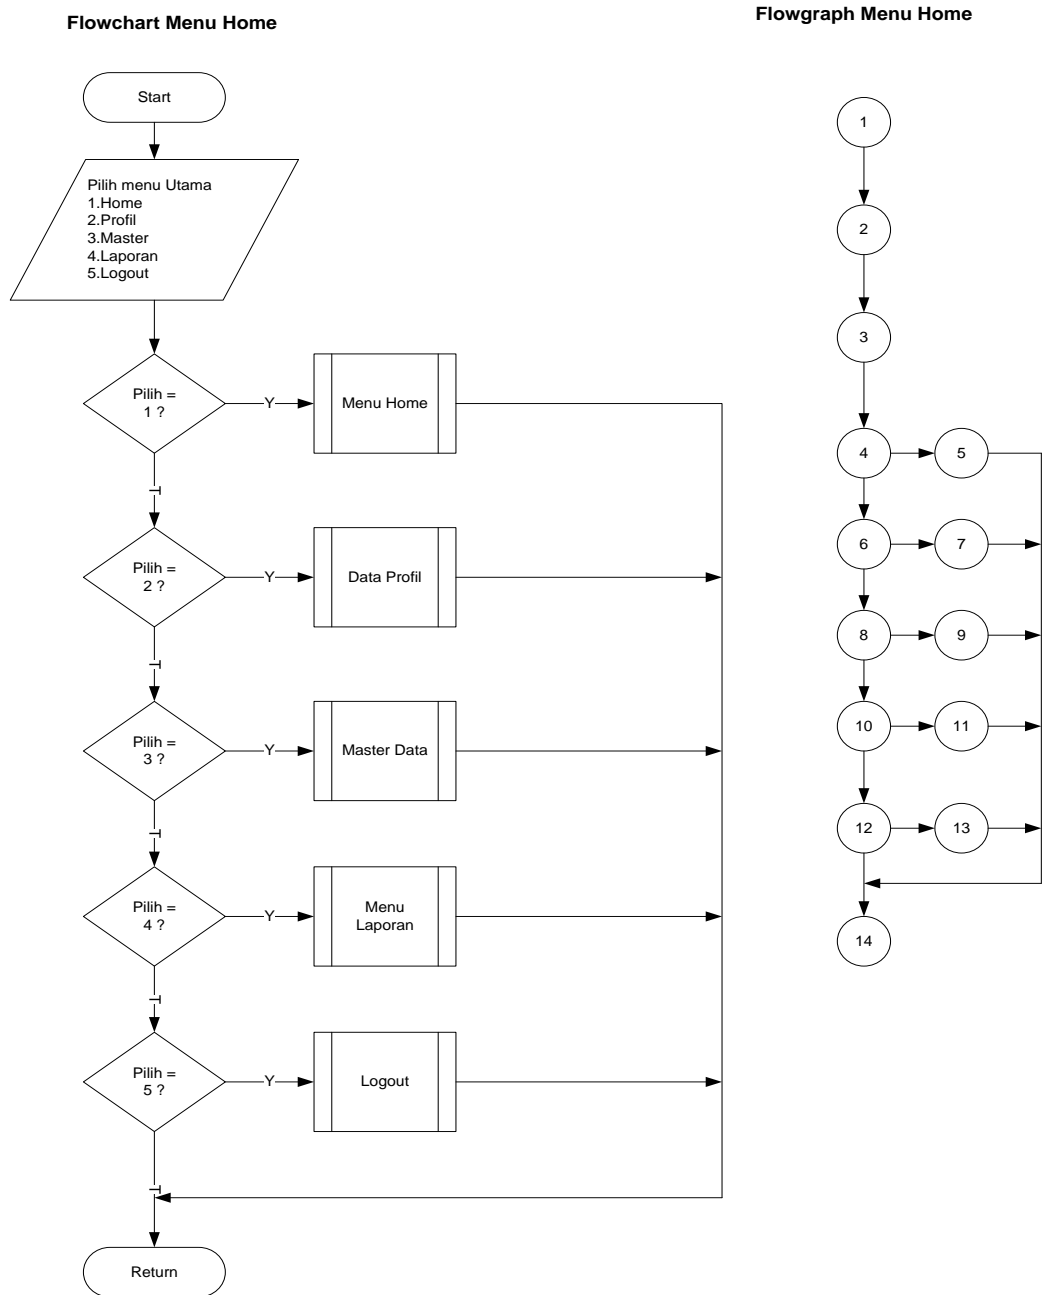 Flowchart Menu Home
Start
Pilih menu Utama
1.Home
2.Profil
3.Master
4.Laporan
5.Logout
Pilih =
1 ?
Y
Menu Home
T
Pilih =
2 ?
Y
Data Profil
T
Pilih =
3 ?
Y
Master Data
T
Pilih =
4 ?
Y
Menu
Laporan
T
Pilih =
5 ?
Y
Logout
T
Return
Flowgraph Menu Home
1
2
3
4
5
6
7
8
9
10
11
12
13
14